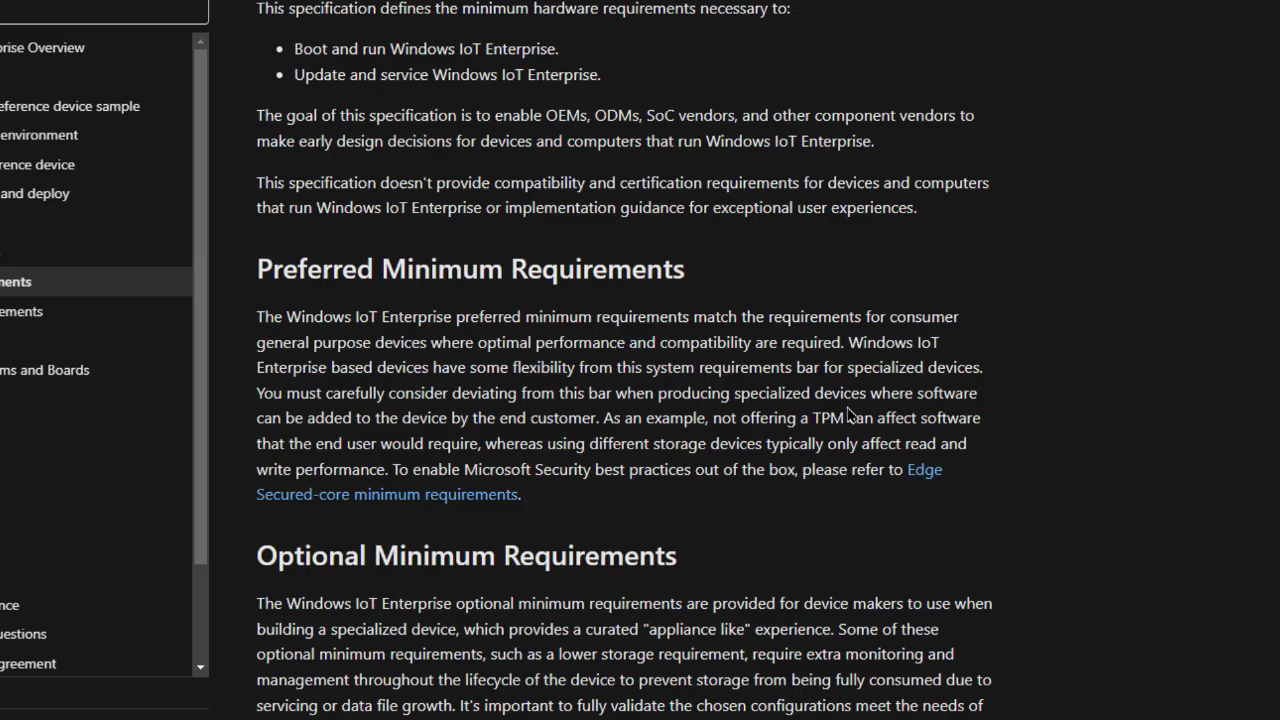 This specification defines the minimum hardware requirements necessary to:
prise Overview
Boot and run Windows IoT Enterprise.
Update and service Windows IoT Enterprise.
eference device sample
The goal of this specification is to enable OEMs, ODMs, SoC vendors, and other component vendors to
environment
make early design decisions for devices and computers that run Windows IoT Enterprise.
rence device
This specification doesn't provide compatibility and certification requirements for devices and computers
and deploy
that run Windows IoT Enterprise or implementation guidance for exceptional user experiences.
Preferred Minimum Requirements
ments
ements
The Windows IoT Enterprise preferred minimum requirements match the requirements for consumer
general purpose devices where optimal performance and compatibility are required. Windows IoT
Enterprise based devices have some flexibility from this system requirements bar for specialized devices.
ms and Boards
You must carefully consider deviating from this bar when producing specialized devices where software
can be added to the device by the end customer. As an example, not offering a TPM can affect software
that the end user would require, whereas using different storage devices typically only affect read and
write performance. To enable Microsoft Security best practices out of the box, please refer to Edge
Secured-core minimum requirements.
Optional Minimum Requirements
nce
The Windows IoT Enterprise optional minimum requirements are provided for device makers to use when
uestions
building a specialized device, which provides a curated "appliance like" experience. Some of these
greement
optional minimum requirements, such as a lower storage requirement, require extra monitoring and
management throughout the lifecycle of the device to prevent storage from being fully consumed due to
servicing or data file growth. It's important to fully validate the chosen configurations meet the needs of